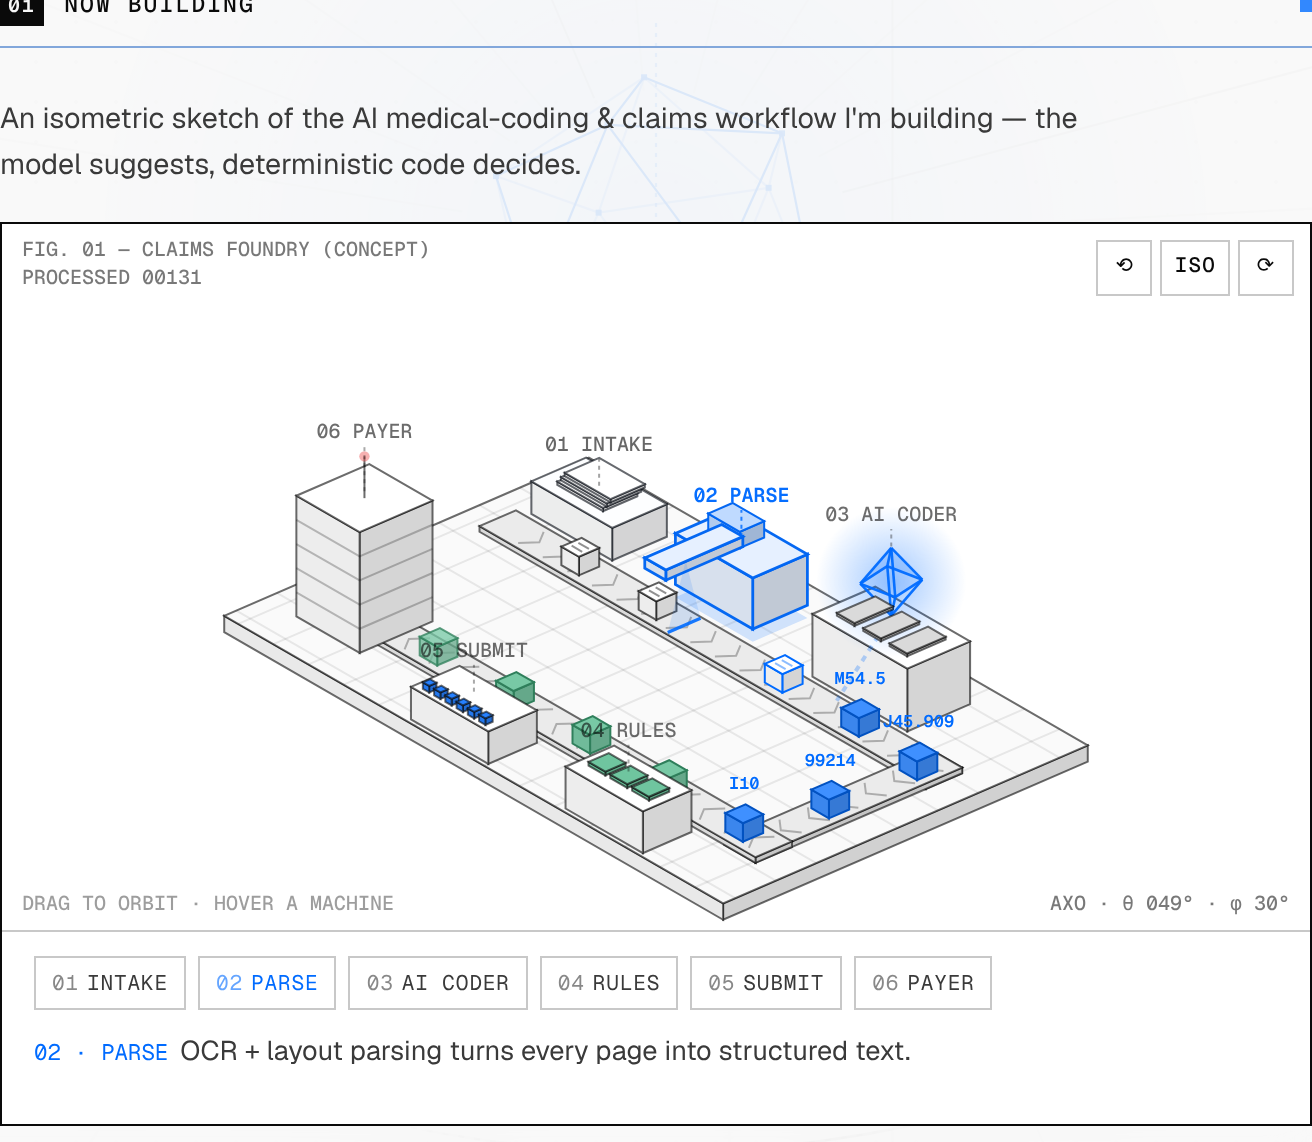 01 NOW BUILDING
An isometric sketch of the AI medical-coding & claims workflow I'm building — the
model suggests, deterministic code decides.
FIG. 01 — CLAIMS FOUNDRY (CONCEPT)
PROCESSED 00131
⟲ ISO ⟳
06 PAYER
01 INTAKE
02 PARSE
03 AI CODER
05 SUBMIT
M54.5
J45.909
04 RULES
99214
I10
DRAG TO ORBIT · HOVER A MACHINE
AXO · θ 049° · φ 30°
01 INTAKE
02 PARSE
03 AI CODER
04 RULES
05 SUBMIT
06 PAYER
02 · PARSE OCR + layout parsing turns every page into structured text.